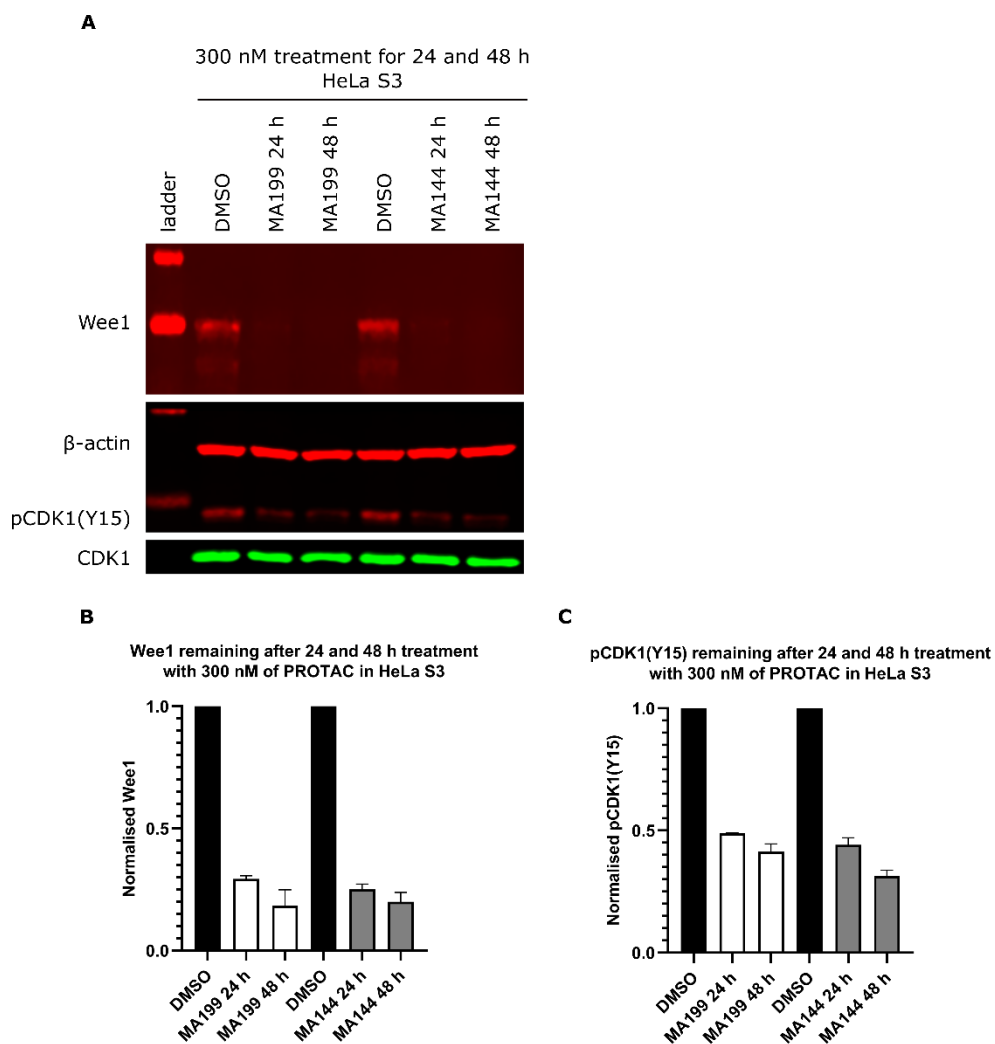 A
300 nM treatment for 24 and 48 h
HeLa S3
ladder
DMSO
MA199 24 h
MA199 48 h
DMSO
MA144 24 h
MA144 48 h
Wee1
β-actin
pCDK1(Y15)
CDK1
B
Wee1 remaining after 24 and 48 h treatment
with 300 nM of PROTAC in HeLa S3
Normalised Wee1
1.0
0.5
0.0
DMSO
MA199 24 h
MA199 48 h
DMSO
MA144 24 h
MA144 48 h
C
pCDK1(Y15) remaining after 24 and 48 h treatment
with 300 nM of PROTAC in HeLa S3
Normalised pCDK1(Y15)
1.0
0.5
0.0
DMSO
MA199 24 h
MA199 48 h
DMSO
MA144 24 h
MA144 48 h